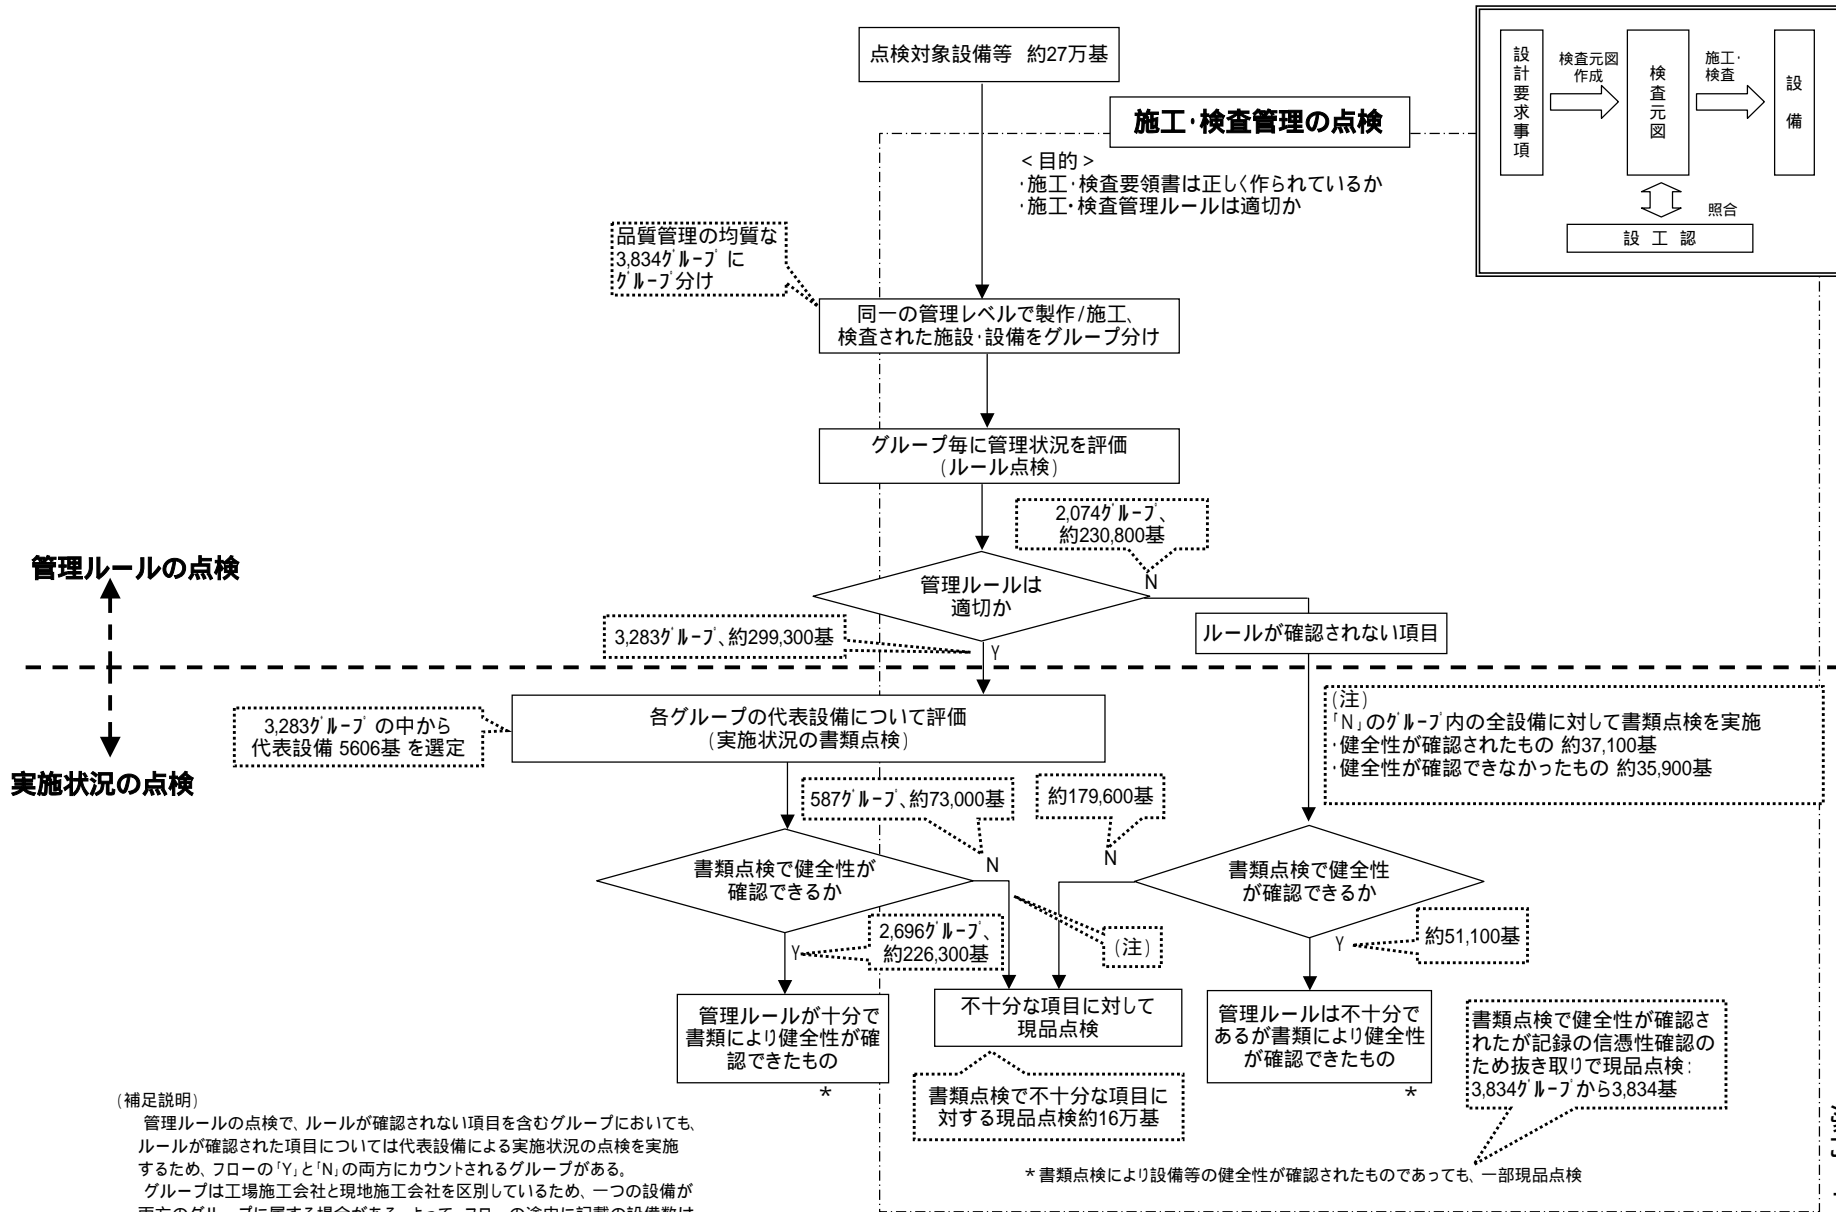 点検対象設備等 約27万基
設計要求事項
検査元図
作成
検査元図
施工・
検査
設備
照合
設工認
施工・検査管理の点検
<目的>
・施工・検査要領書は正しく作られているか
・施工・検査管理ルールは適切か
品質管理の均質な
3,834グループに
グループ分け
同一の管理レベルで製作/施工、
検査された施設・設備をグループ分け
グループ毎に管理状況を評価
(ルール点検)
2,074グループ、
約230,800基
管理ルールの点検
管理ルールは
適切か
N
3,283グループ、約299,300基
Y
ルールが確認されない項目
3,283グループの中から
代表設備 5606基 を選定
各グループの代表設備について評価
(実施状況の書類点検)
(注)
「N」のグループ内の全設備に対して書類点検を実施
・健全性が確認されたもの 約37,100基
・健全性が確認できなかったもの 約35,900基
実施状況の点検
587グループ、約73,000基
約179,600基
書類点検で健全性が
確認できるか
N
N
書類点検で健全性
が確認できるか
2,696グループ、
約226,300基
Y
(注)
Y
約51,100基
管理ルールが十分で
書類により健全性が確
認できたもの
*
不十分な項目に対して
現品点検
管理ルールは不十分で
あるが書類により健全性
が確認できたもの
*
書類点検で健全性が確認さ
れたが記録の信憑性確認の
ため抜き取りで現品点検:
3,834グループから3,834基
書類点検で不十分な項目に
対する現品点検約16万基
*書類点検により設備等の健全性が確認されたものであっても、一部現品点検
(補足説明)
管理ルールの点検で、ルールが確認されない項目を含むグループにおいても、
ルールが確認された項目については代表設備による実施状況の点検を実施
するため、フローの「Y」と「N」の両方にカウントされるグループがある。
グループは工場施工会社と現地施工会社を区別しているため、一つの設備が
両方のグループに属する場合がある。よって、フローの途中に記載の設備数は